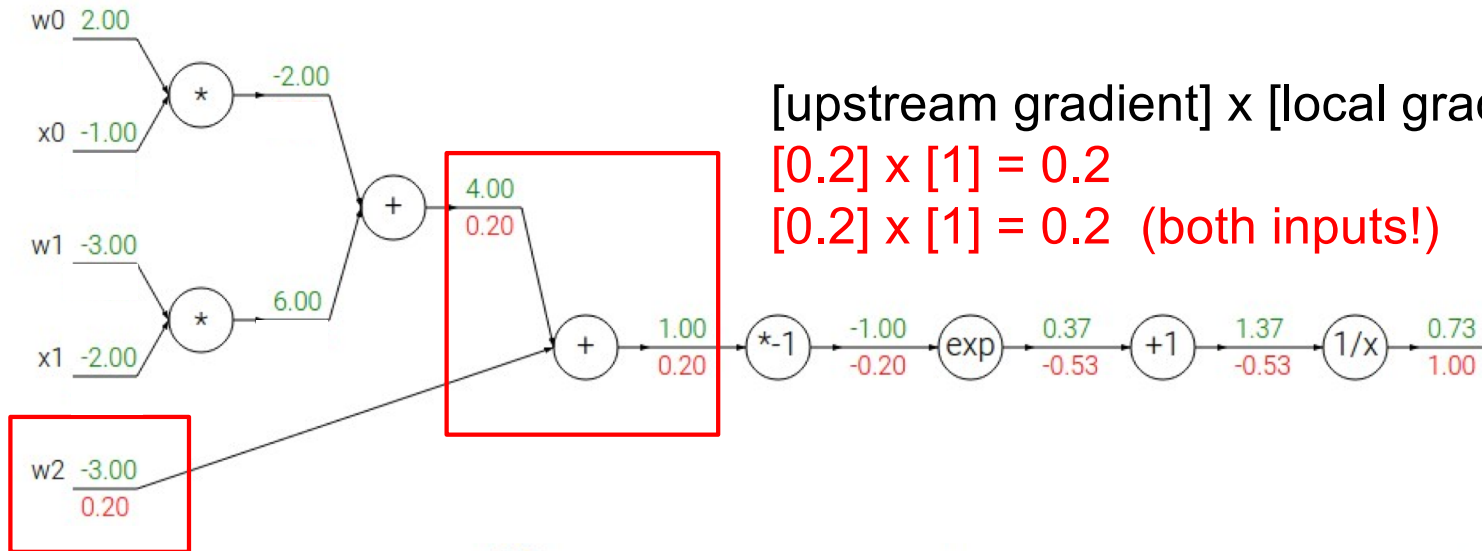 w0 2.00
x0 -1.00
*
-2.00
w1 -3.00
x1 -2.00
*
6.00
+
4.00
0.20
w2 -3.00
0.20
+
1.00
0.20
*-1
-1.00
-0.20
exp
0.37
-0.53
+1
1.37
-0.53
1/x
0.73
1.00
[upstream gradient] x [local
[0.2] x [1] = 0.2
[0.2] x [1] = 0.2 (both inputs!)